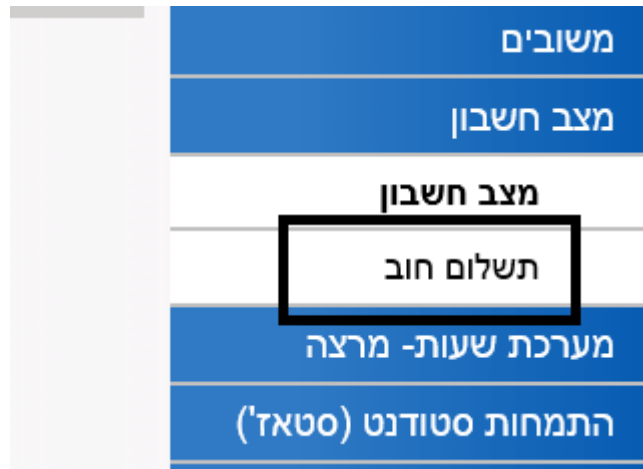 משובים
מצב חשבון
מצב חשבון
תשלום חוב
מערכת שעות- מרצה
התמחות סטודנט (סטאז')